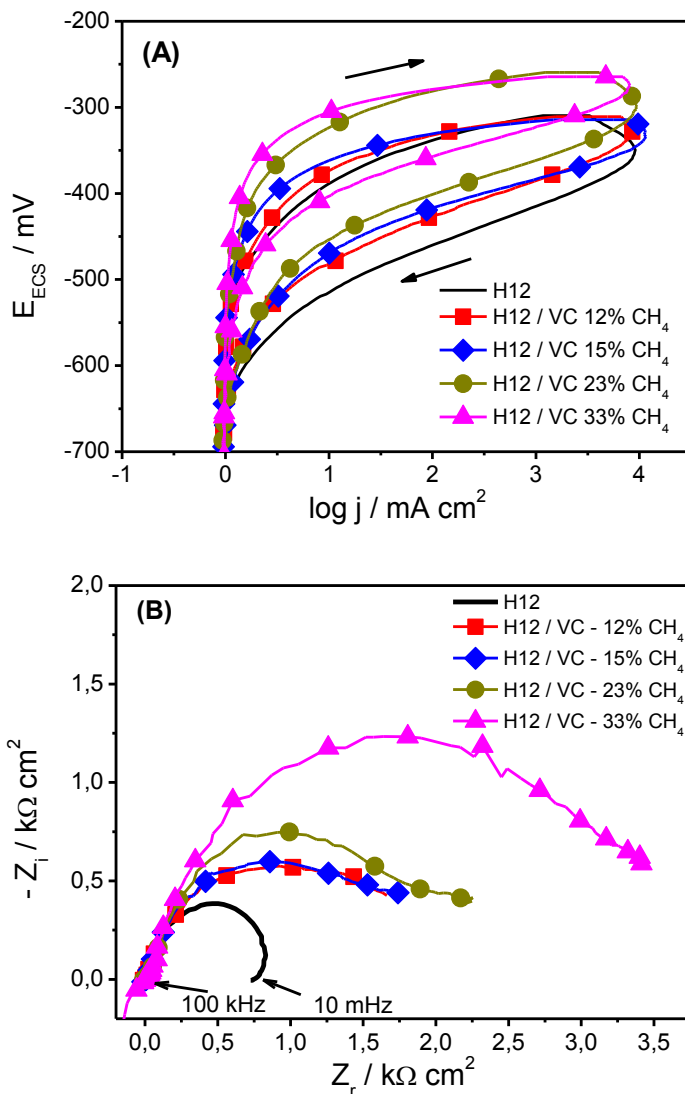 (A)
-200
-300
-400
-500
-600
-700
E_ECS / mV
H12
H12 / VC 12% CH₄
H12 / VC 15% CH₄
H12 / VC 23% CH₄
H12 / VC 33% CH₄
-1 0 1 2 3 4
log j / mA cm²
(B)
2,0
1,5
1,0
0,5
0,0
- Z_i / kΩ cm²
H12
H12 / VC - 12% CH₄
H12 / VC - 15% CH₄
H12 / VC - 23% CH₄
H12 / VC - 33% CH₄
100 kHz
10 mHz
0,0 0,5 1,0 1,5 2,0 2,5 3,0 3,5
Z_r / kΩ cm²